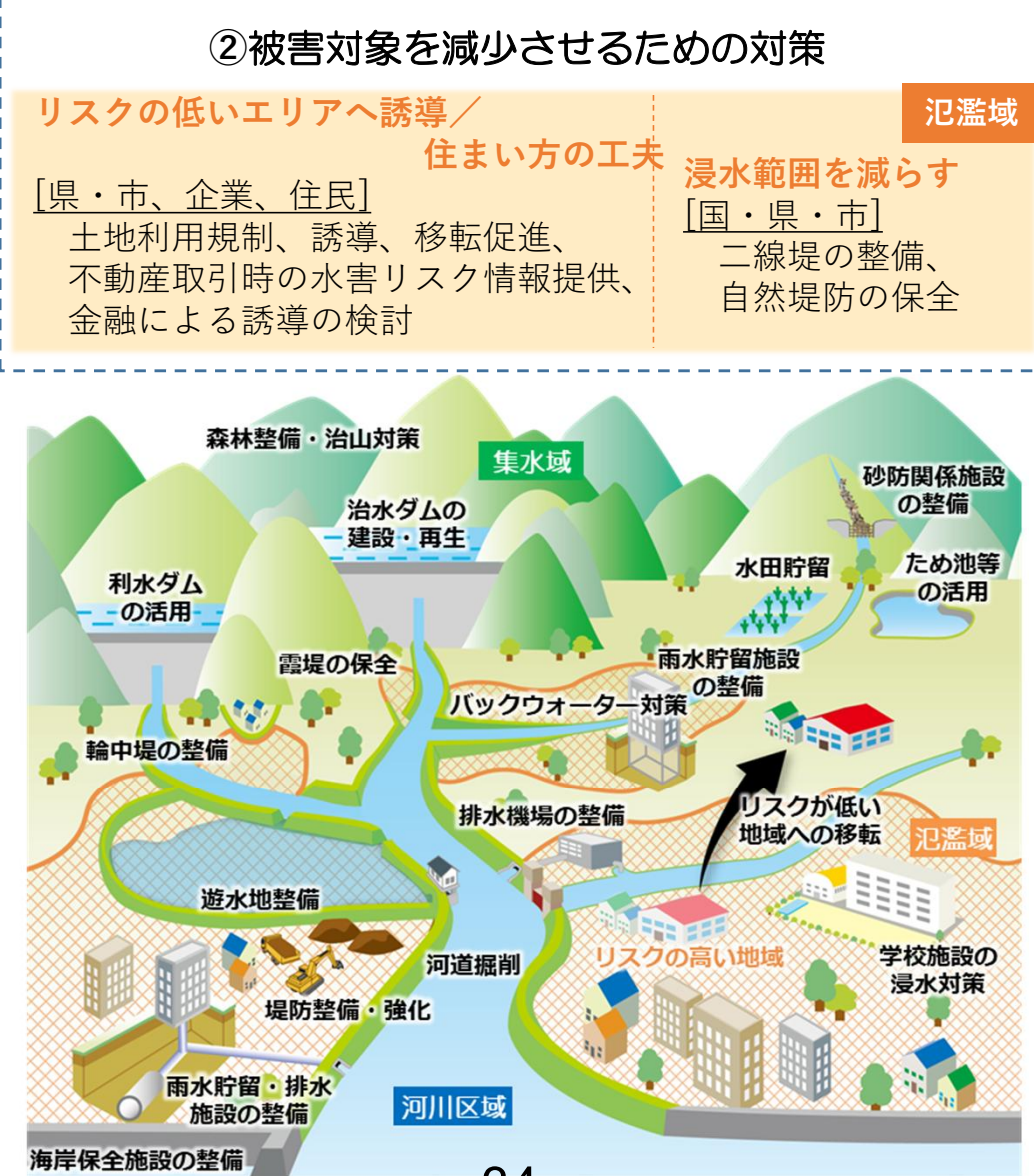 ②被害対象を減少させるための対策
リスクの低いエリアへ誘導／
住まい方の工夫
[県・市、企業、住民]
土地利用規制、誘導、移転促進、
不動産取引時の水害リスク情報提供、
金融による誘導の検討
氾濫域
浸水範囲を減らす
[国・県・市]
二線堤の整備、
自然堤防の保全
森林整備・治山対策
集水域
砂防関係施設
の整備
治水ダムの
建設・再生
水田貯留
ため池等
の活用
利水ダム
の活用
霞堤の保全
雨水貯留施設
の整備
バックウォーター対策
輪中堤の整備
排水機場の整備
リスクが低い
地域への移転
氾濫域
遊水地整備
リスクの高い地域
学校施設の
浸水対策
河道掘削
堤防整備・強化
雨水貯留・排水
施設の整備
河川区域
海岸保全施設の整備